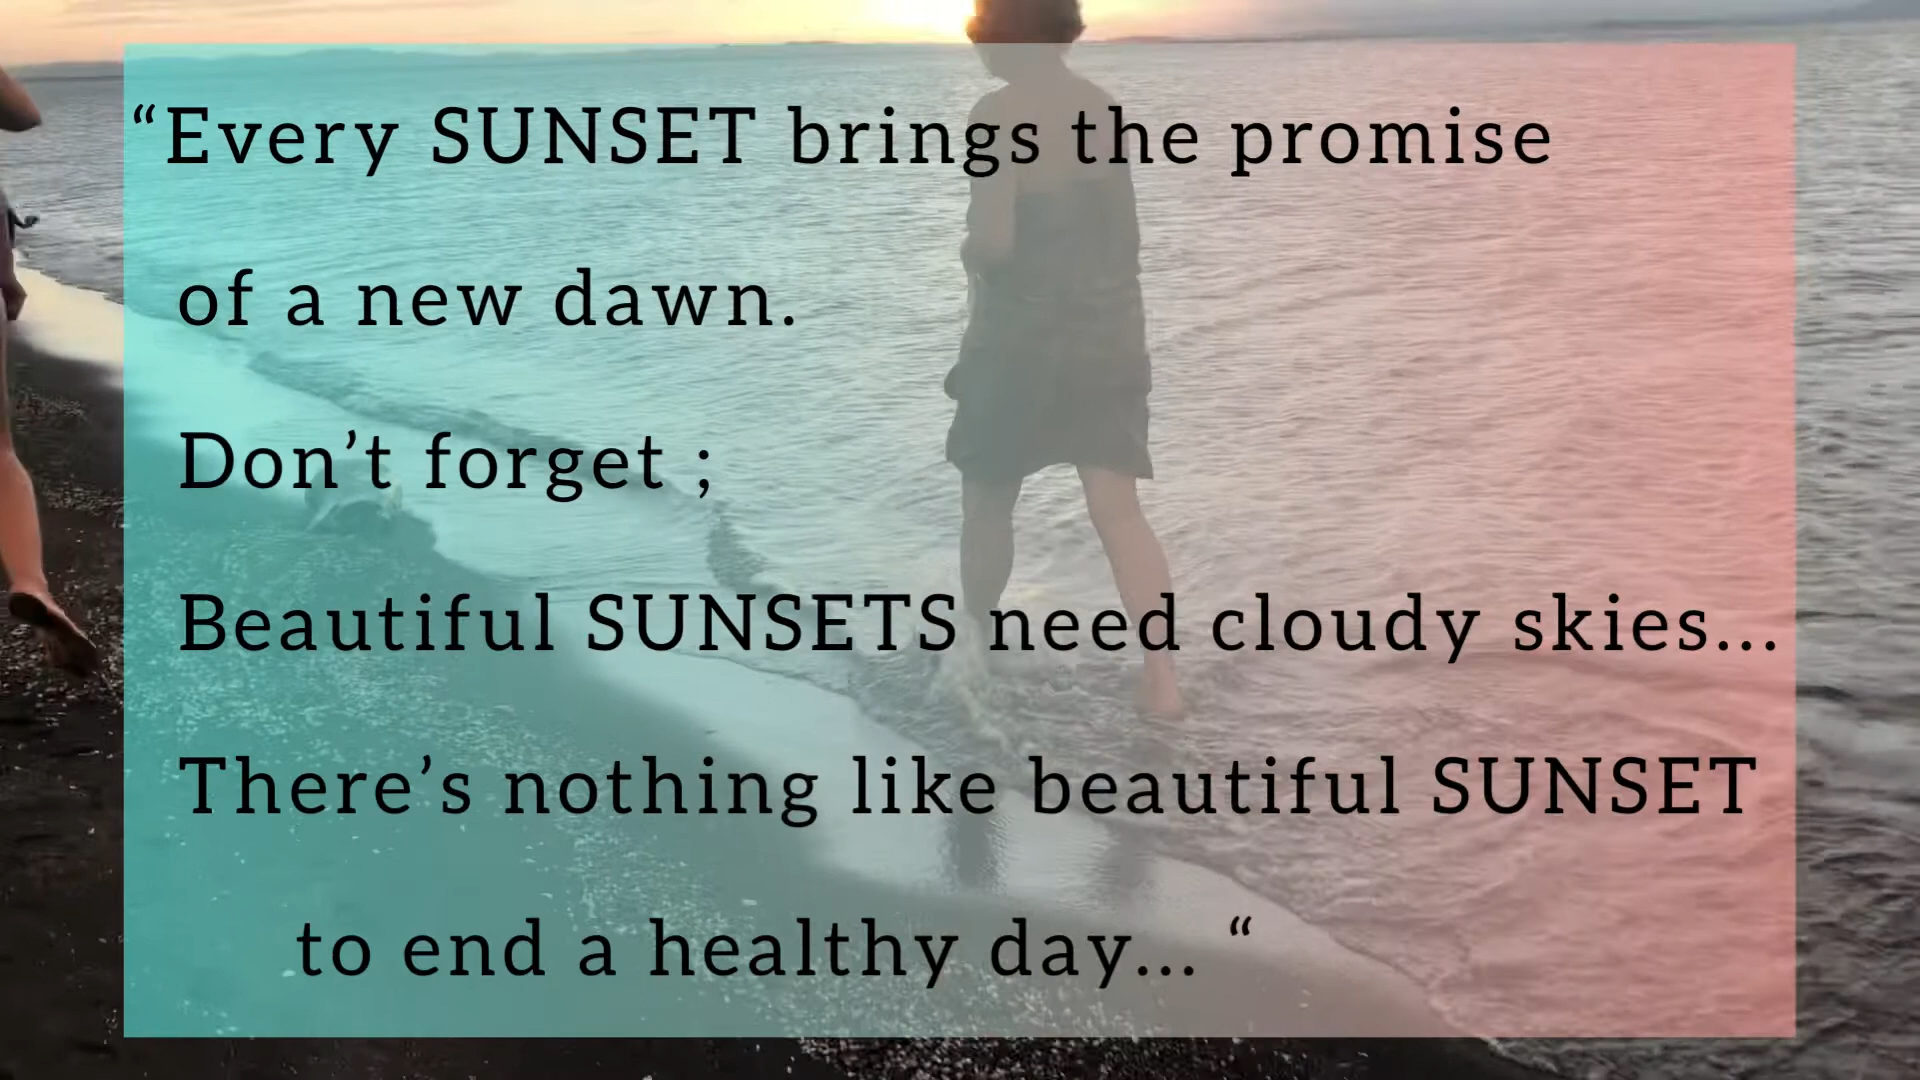 “Every SUNSET brings the promise
of a new dawn.
Don’t forget ;
Beautiful SUNSETS need cloudy skies...
There’s nothing like beautiful SUNSET
to end a healthy day... “